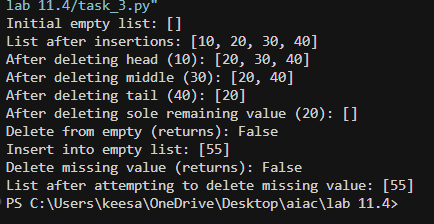 lab 11.4/task_3.py"
Initial empty list: []
List after insertions: [10, 20, 30, 40]
After deleting head (10): [20, 30, 40]
After deleting middle (30): [20, 40]
After deleting tail (40): [20]
After deleting sole remaining value (20): []
Delete from empty (returns): False
Insert into empty list: [55]
Delete missing value (returns): False
List after attempting to delete missing value: [55]
PS C:\Users\keesa\OneDrive\Desktop\aiac\lab 11.4>